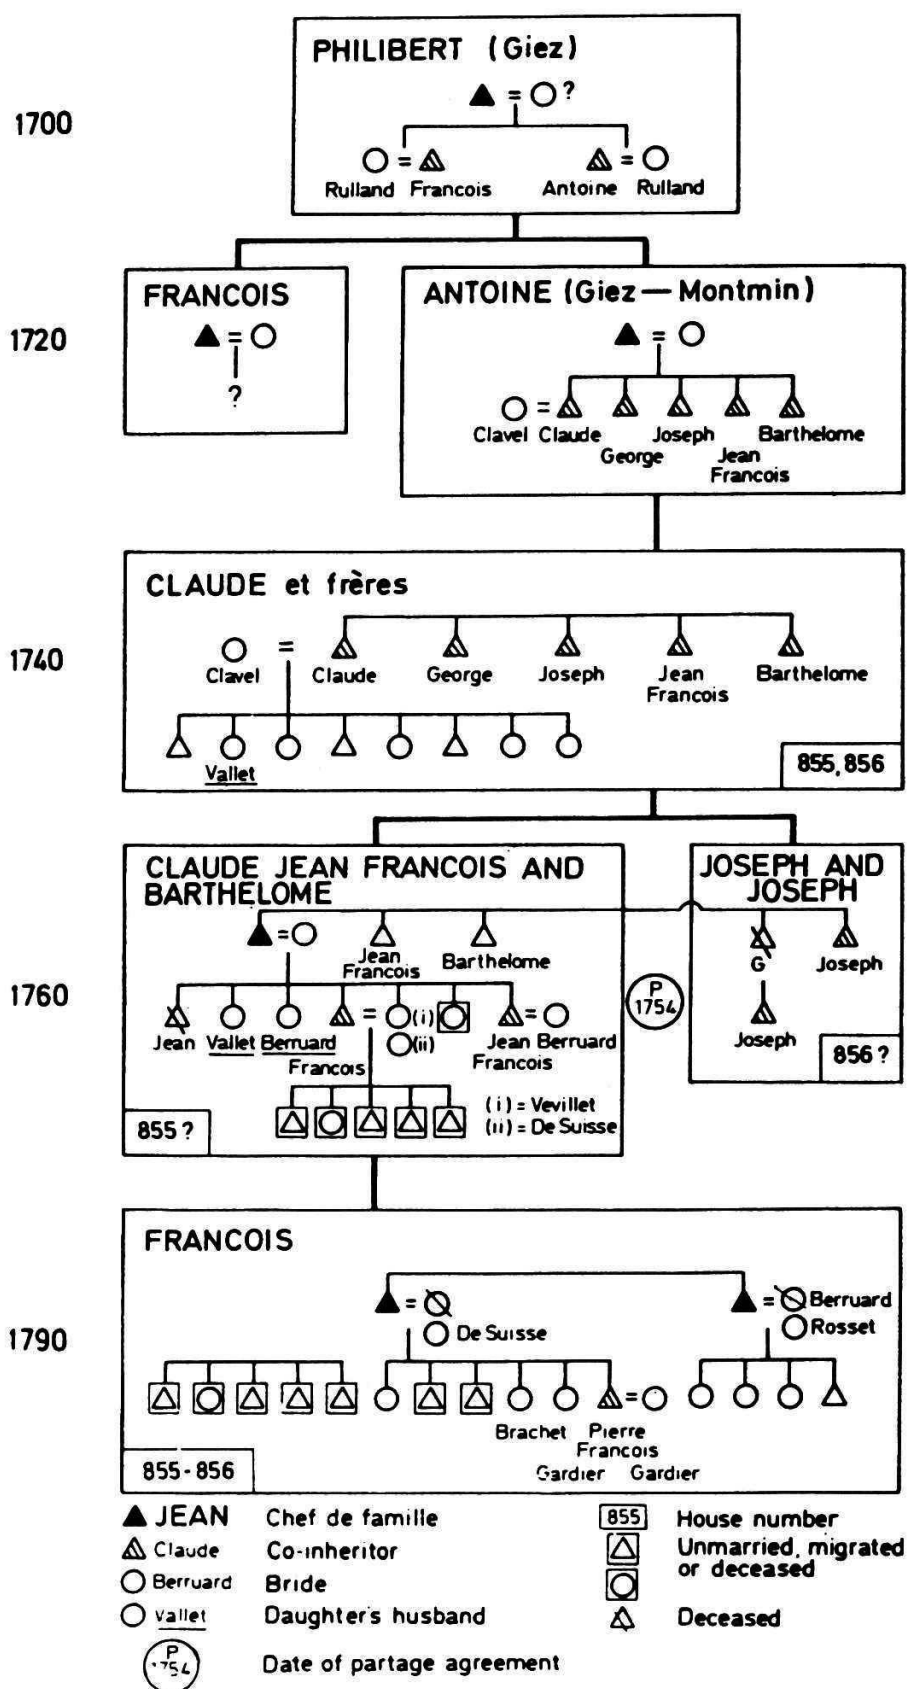 PHILIBERT (Giez)
= ?
1700
= =
Rulland Francois Antoine Rulland
FRANCOIS
ANTOINE (Giez — Montmin)
1720
= =
?
=
Clavel Claude Joseph Barthelome
George Jean
Francois
CLAUDE et frères
1740
=
Clavel Claude George Joseph Jean Barthelome
Francois
Vallet
855, 856
CLAUDE JEAN FRANCOIS AND
BARTHELOME
JOSEPH AND
JOSEPH
=
Jean
Francois
Barthelome
G Joseph
1760
P
1754
= (i) =
(ii)
Jean Vallet Berruard Jean Berruard
Francois Francois
Joseph
856 ?
(i) = Vevillet
(ii) = De Suisse
855 ?
FRANCOIS
= = Berruard
De Suisse Rosset
1790
=
Brachet Pierre
Francois
Gardier Gardier
855-856
JEAN Chef de famille
Claude Co-inheritor
Berruard Bride
Vallet Daughter's husband
P
1754 Date of partage agreement
855 House number
Unmarried, migrated
or deceased
Deceased